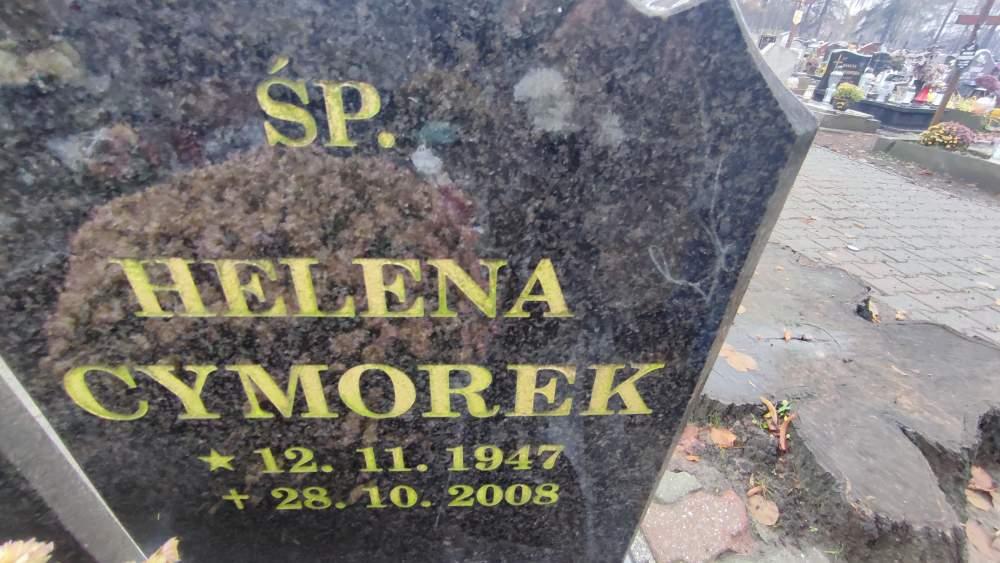 ŚP.
HELENA
CYMOREK
★ 12. 11. 1947
✝ 28. 10. 2008